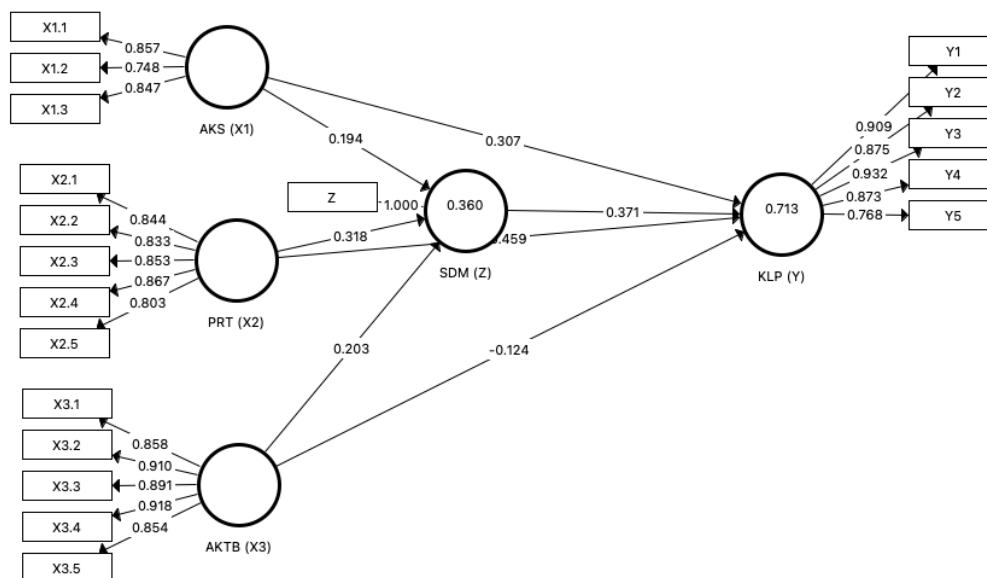 X1.1
0.857
X1.2
0.748
X1.3
0.847
AKS (X1)
0.194
0.307
X2.1
0.844
X2.2
0.833
X2.3
0.853
X2.4
0.867
X2.5
0.803
PRT (X2)
Z
1.000
0.360
SDM (Z)
0.318
.459
0.371
0.713
KLP (Y)
Y1
0.909
Y2
0.875
Y3
0.932
Y4
0.873
Y5
0.768
0.203
-0.124
X3.1
0.858
X3.2
0.910
X3.3
0.891
X3.4
0.918
X3.5
0.854
AKTB (X3)